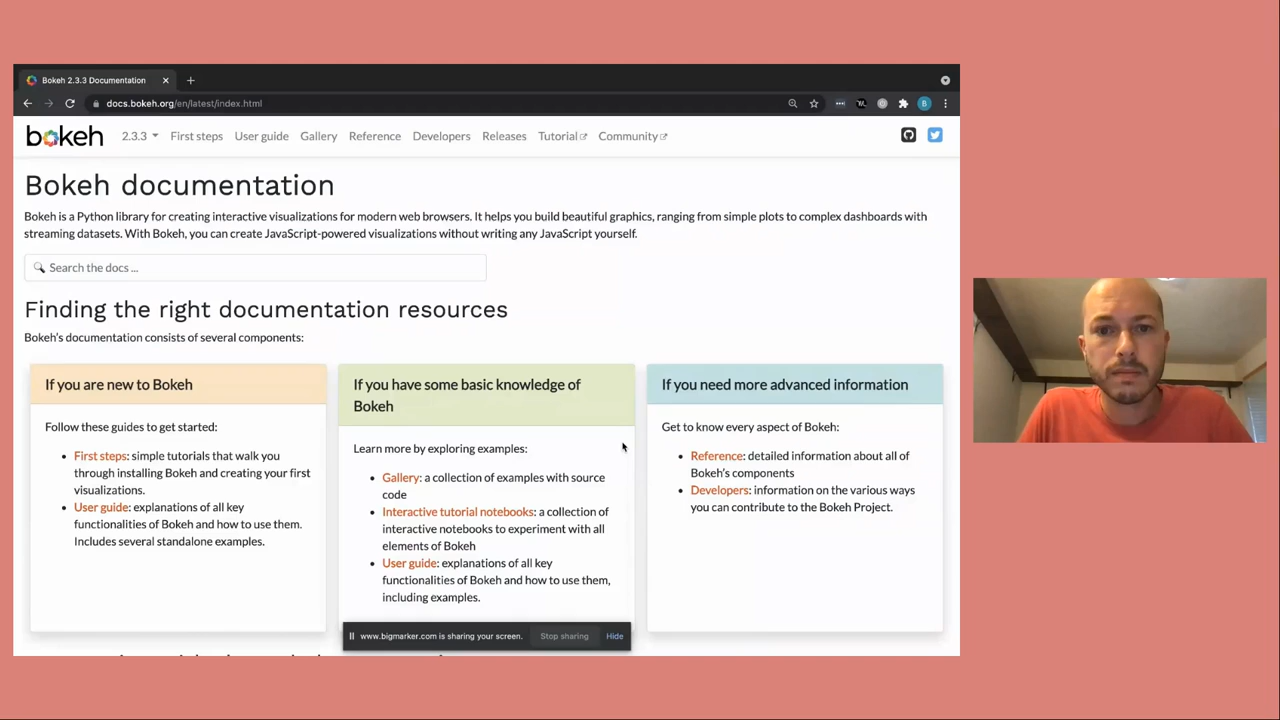 Bokeh 2.3.3 Documentation
docs.bokeh.org/en/latest/index.html
B
bokeh 2.3.3 First steps User guide Gallery Reference Developers Releases Tutorial Community
Bokeh documentation
Bokeh is a Python library for creating interactive visualizations for modern web browsers. It helps you build beautiful graphics, ranging from simple plots to complex dashboards with
streaming datasets. With Bokeh, you can create JavaScript-powered visualizations without writing any JavaScript yourself.
Search the docs ...
Finding the right documentation resources
Bokeh's documentation consists of several components:
If you are new to Bokeh
Follow these guides to get started:
First steps: simple tutorials that walk you
through installing Bokeh and creating your first
visualizations.
User guide: explanations of all key
functionalities of Bokeh and how to use them.
Includes several standalone examples.
If you have some basic knowledge of
Bokeh
Learn more by exploring examples:
Gallery: a collection of examples with source
code
Interactive tutorial notebooks: a collection of
interactive notebooks to experiment with all
elements of Bokeh
User guide: explanations of all key
functionalities of Bokeh and how to use them,
including examples.
If you need more advanced information
Get to know every aspect of Bokeh:
Reference: detailed information about all of
Bokeh's components
Developers: information on the various ways
you can contribute to the Bokeh Project.
www.bigmarker.com is sharing your screen. Stop sharing Hide